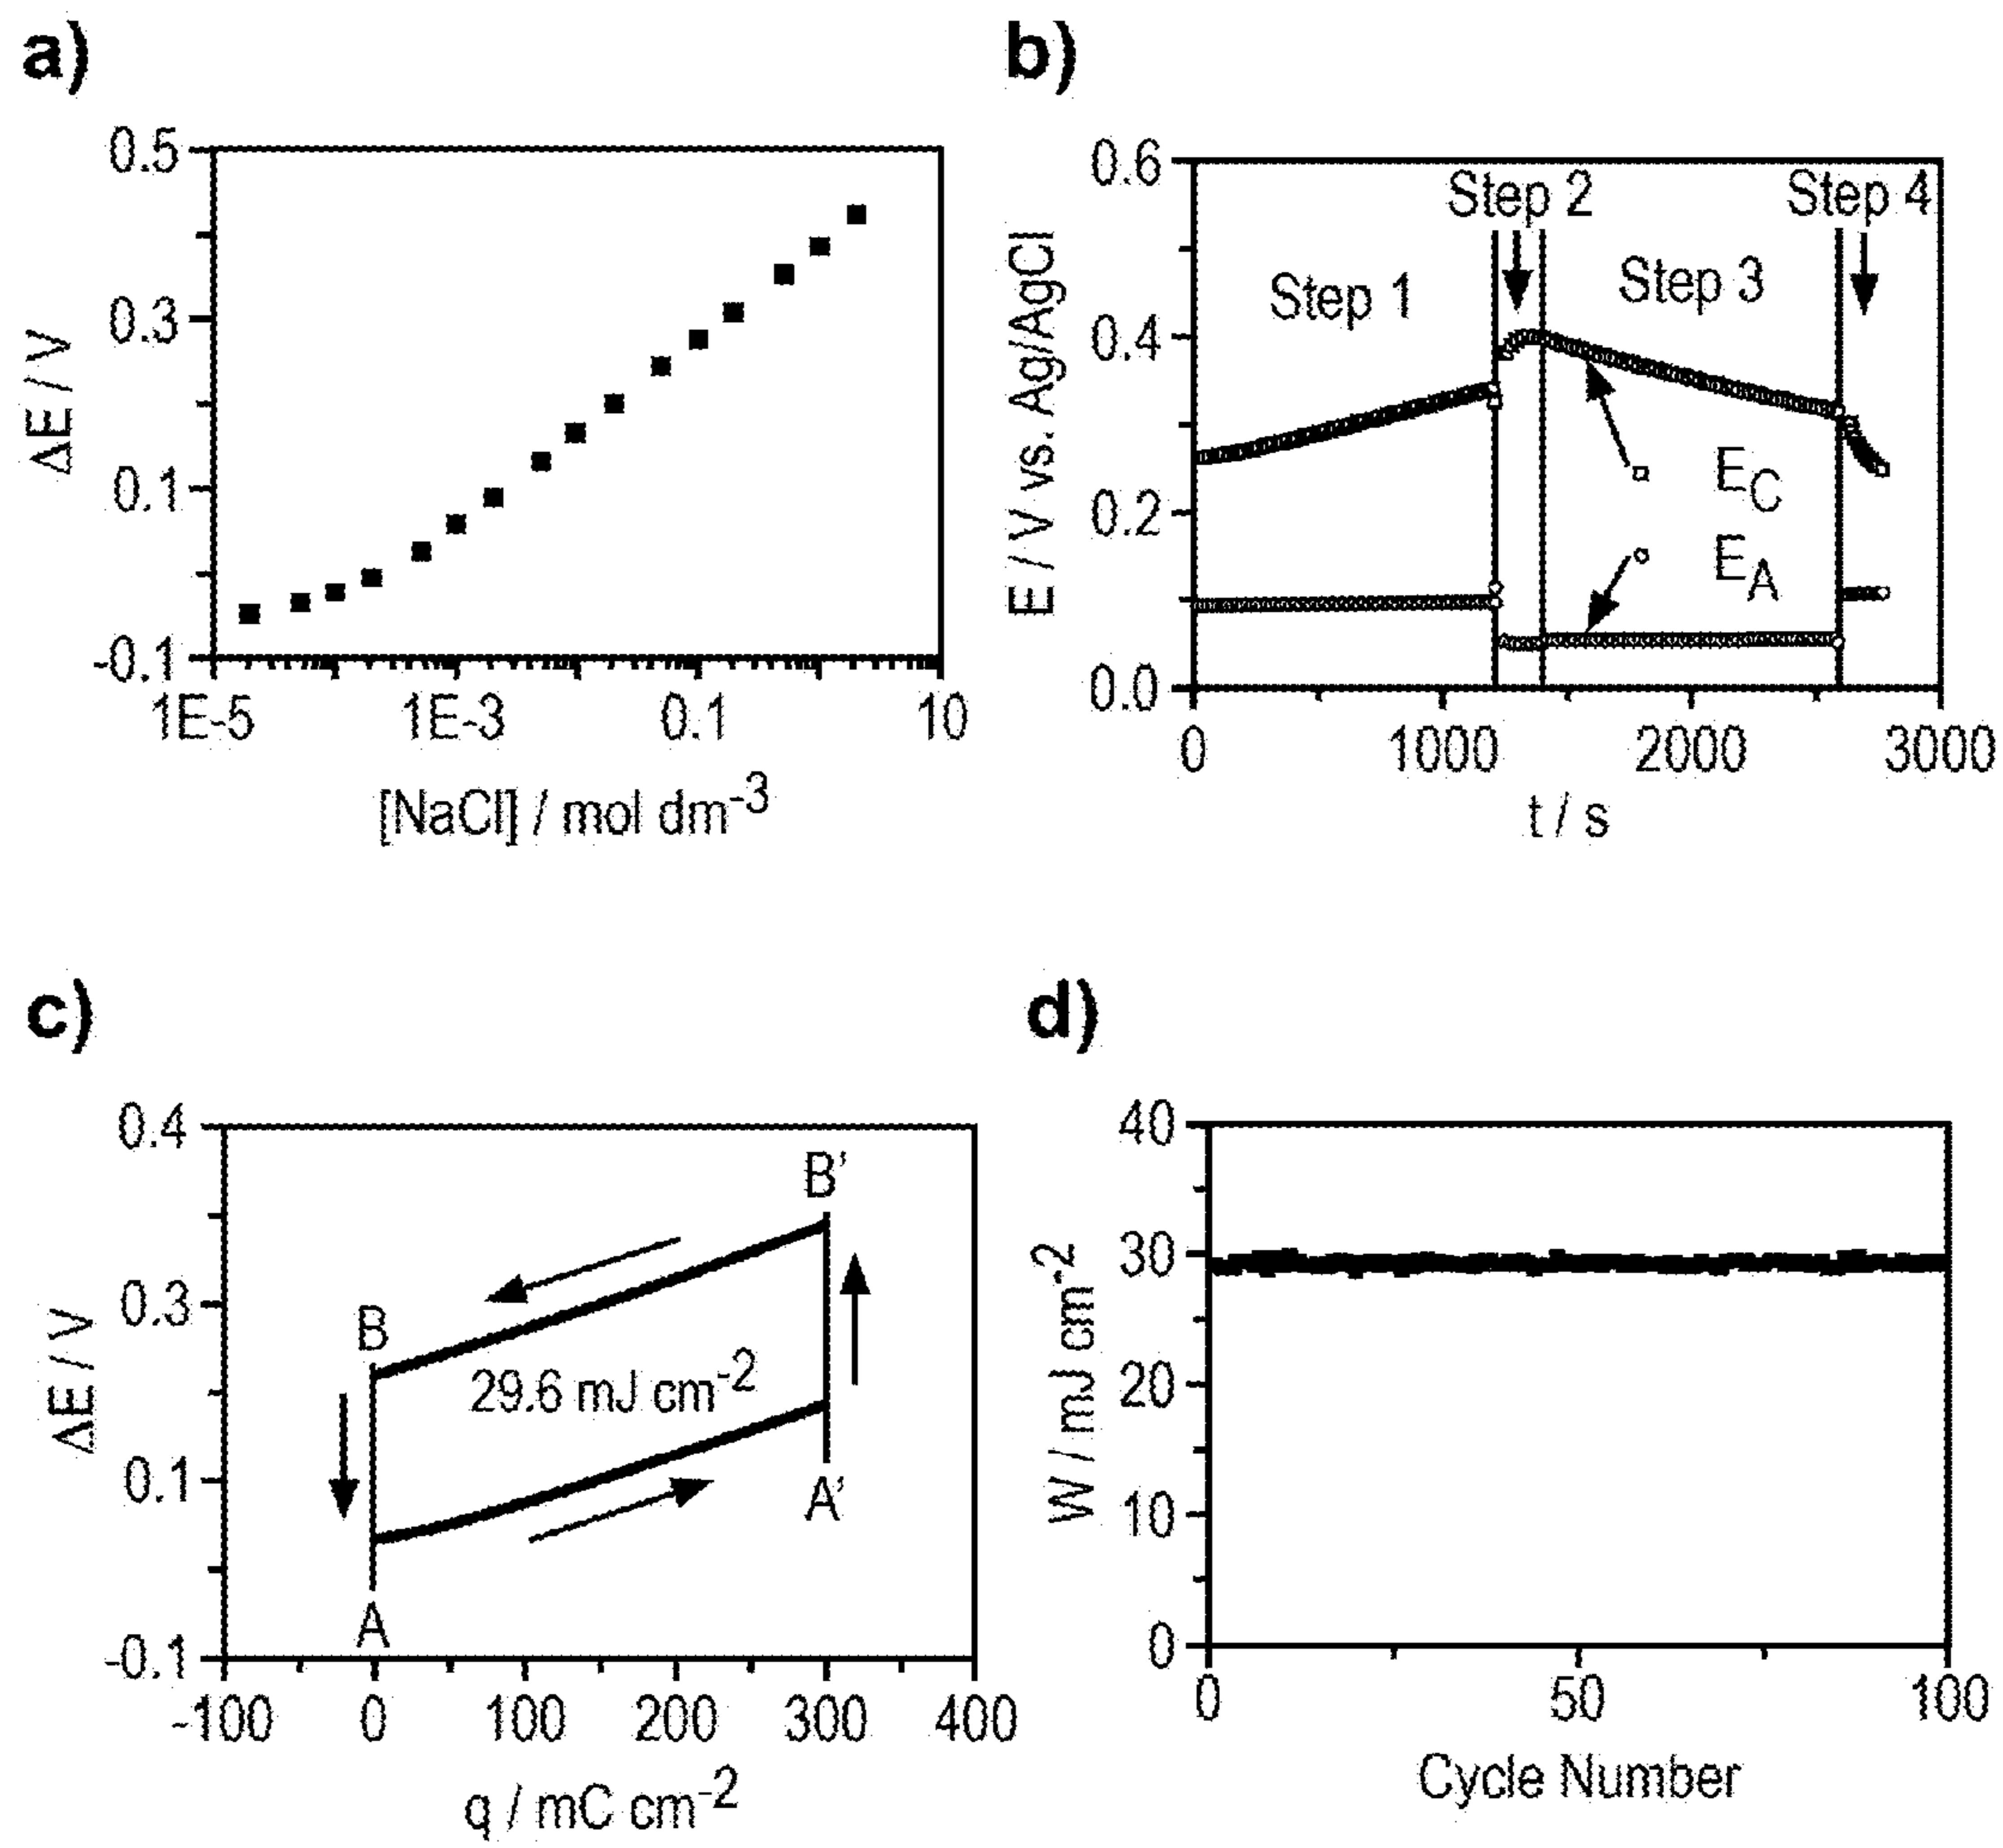 a)
0.5
0.3
0.1
-0.1
ΔE / V
1E-5 1E-3 0.1 10
[NaCl] / mol dm-3
b)
0.6
0.4
0.2
0.0
E / V vs. Ag/AgCl
Step 2
Step 4
Step 1
Step 3
EC
EA
0 1000 2000 3000
t / s
c)
0.4
0.3
0.1
-0.1
ΔE / V
B'
B
29.6 mJ cm-2
A'
A
-100 0 100 200 300 400
q / mC cm-2
d)
40
30
20
10
0
W / mJ cm-2
0 50 100
Cycle Number